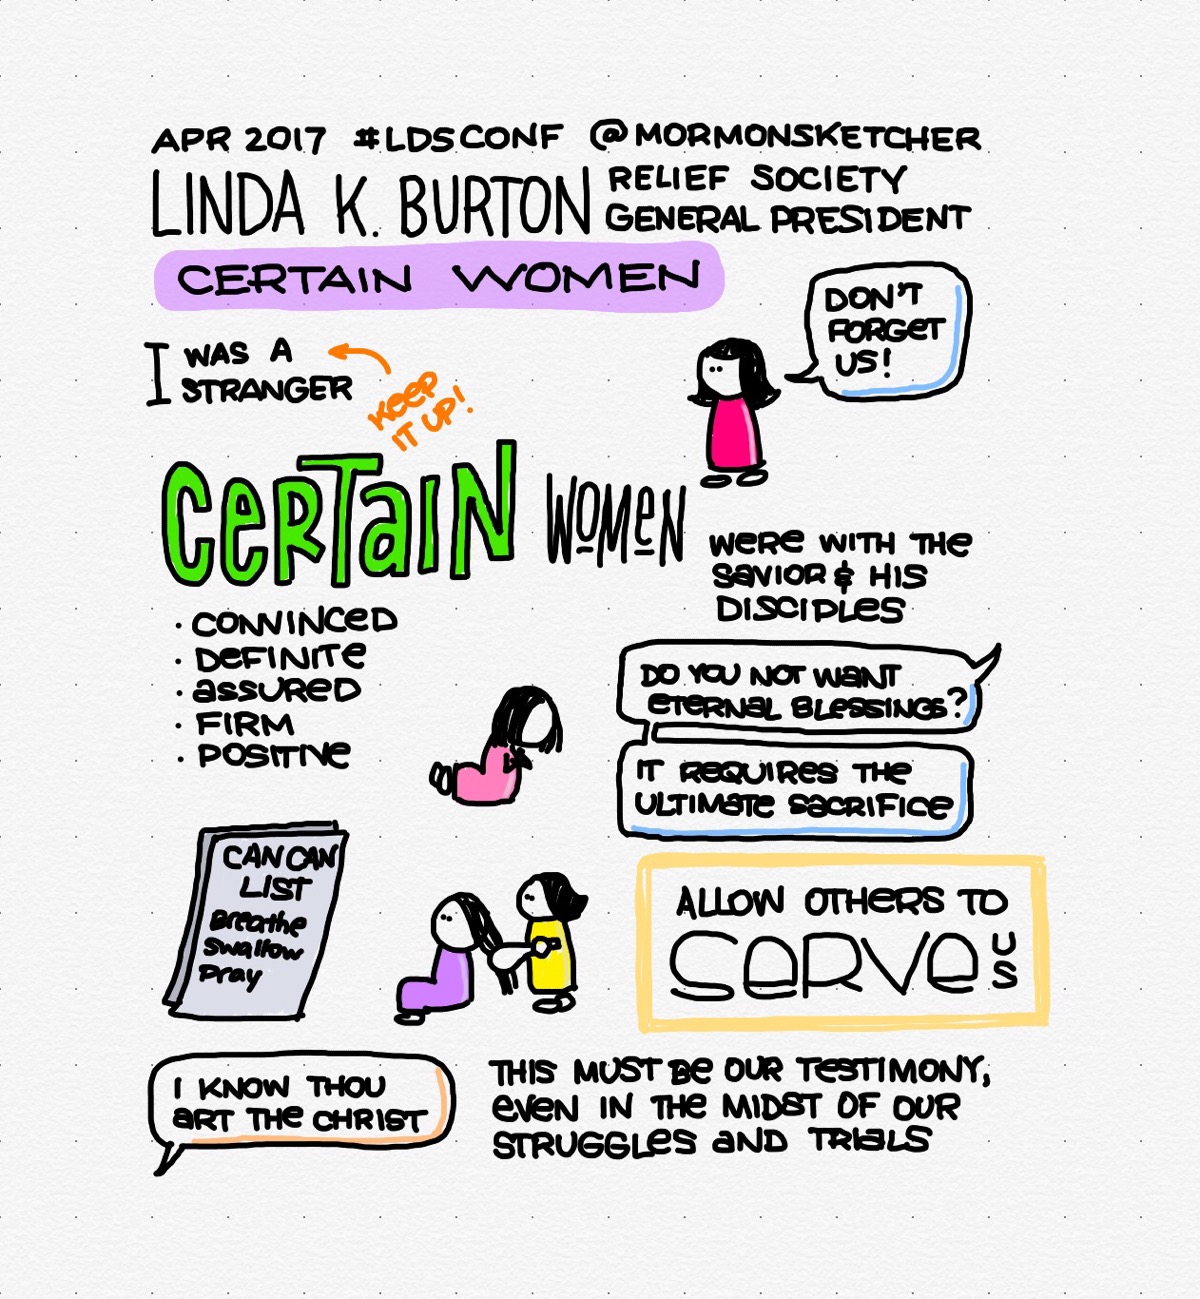 APR 2017 #LDSCONF @MORMONSKETCHER
LINDA K. BURTON RELIEF SOCIETY
GENERAL PRESIDENT
CERTAIN WOMEN
DON'T
FORGET
US!
I WAS A
STRANGER
KEEP
IT UP!
CERTAIN WOMEN
WERE WITH THE
SAVIOR & HIS
DISCIPLES
· CONVINCED
· DEFINITE
· ASSURED
· FIRM
· POSITIVE
DO YOU NOT WANT
ETERNAL BLESSINGS?
IT REQUIRES THE
ULTIMATE SACRIFICE
CAN CAN
LIST
Breathe
Swallow
Pray
ALLOW OTHERS TO
SERVE US
I KNOW THOU
ART THE CHRIST
THIS MUST BE OUR TESTIMONY,
EVEN IN THE MIDST OF OUR
STRUGGLES AND TRIALS